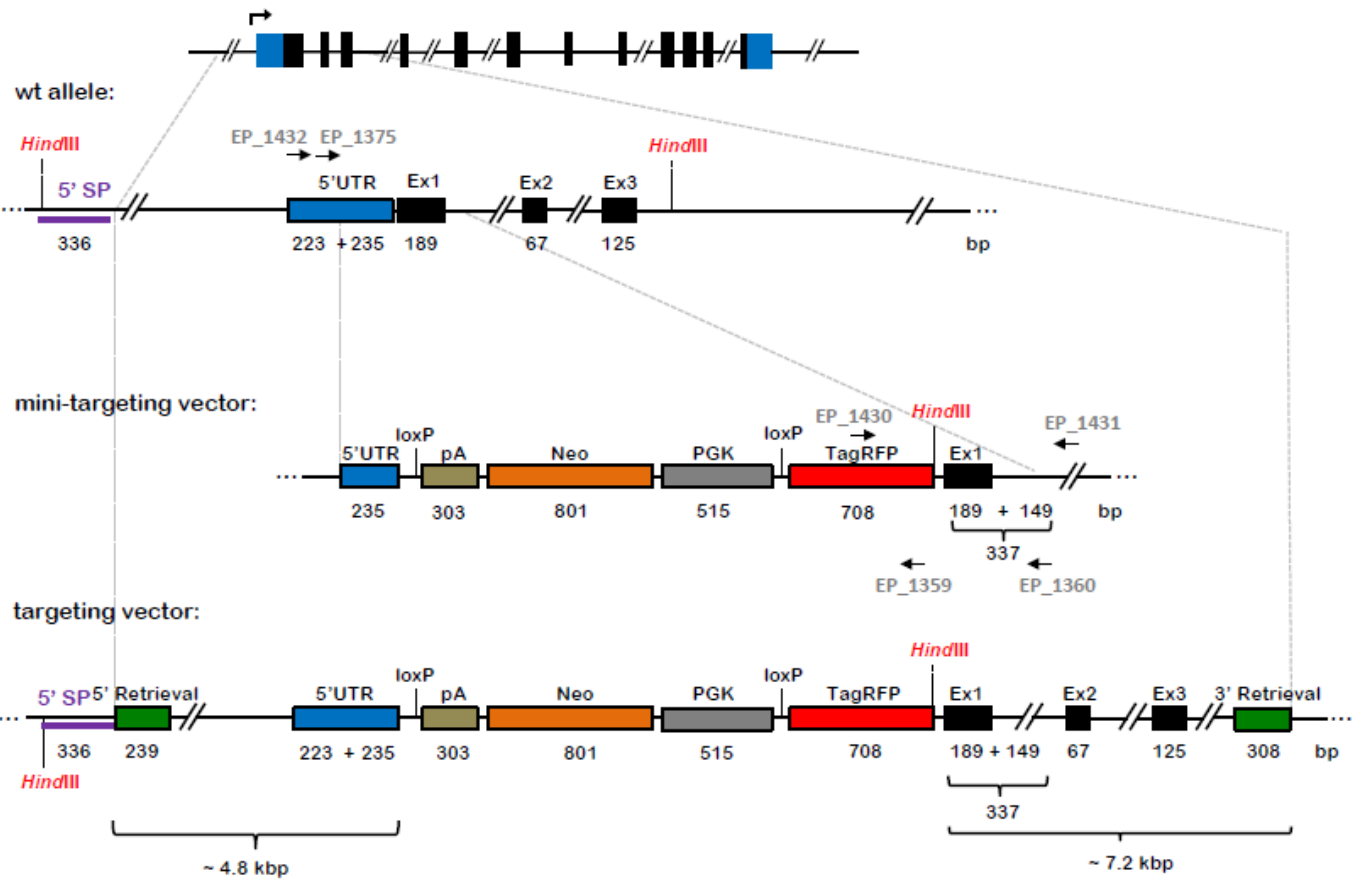 wt allele:
HindIII
EP_1432 EP_1375
HindIII
5' SP
5'UTR Ex1 Ex2 Ex3
... ...
336 223 + 235 189 67 125 bp
mini-targeting vector:
EP_1430 HindIII
loxP loxP EP_1431
5'UTR pA Neo PGK TagRFP Ex1
... ...
235 303 801 515 708 189 + 149 bp
337
EP_1359 EP_1360
targeting vector:
HindIII
loxP loxP
5' SP 5' Retrieval 5'UTR pA Neo PGK TagRFP Ex1 Ex2 Ex3 3' Retrieval
... ...
336 239 223 + 235 303 801 515 708 189 + 149 67 125 308 bp
HindIII
337
~ 4.8 kbp ~ 7.2 kbp